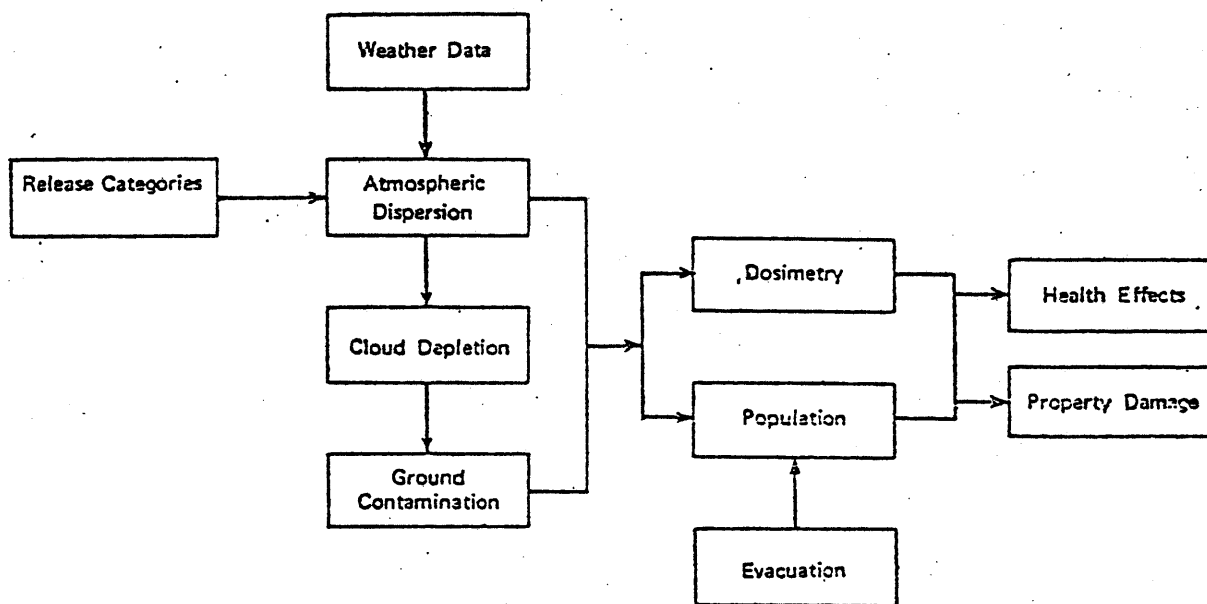 Weather Data
Release Categories
Atmospheric
Dispersion
Cloud Depletion
Ground
Contamination
Dosimetry
Population
Evacuation
Health Effects
Property Damage